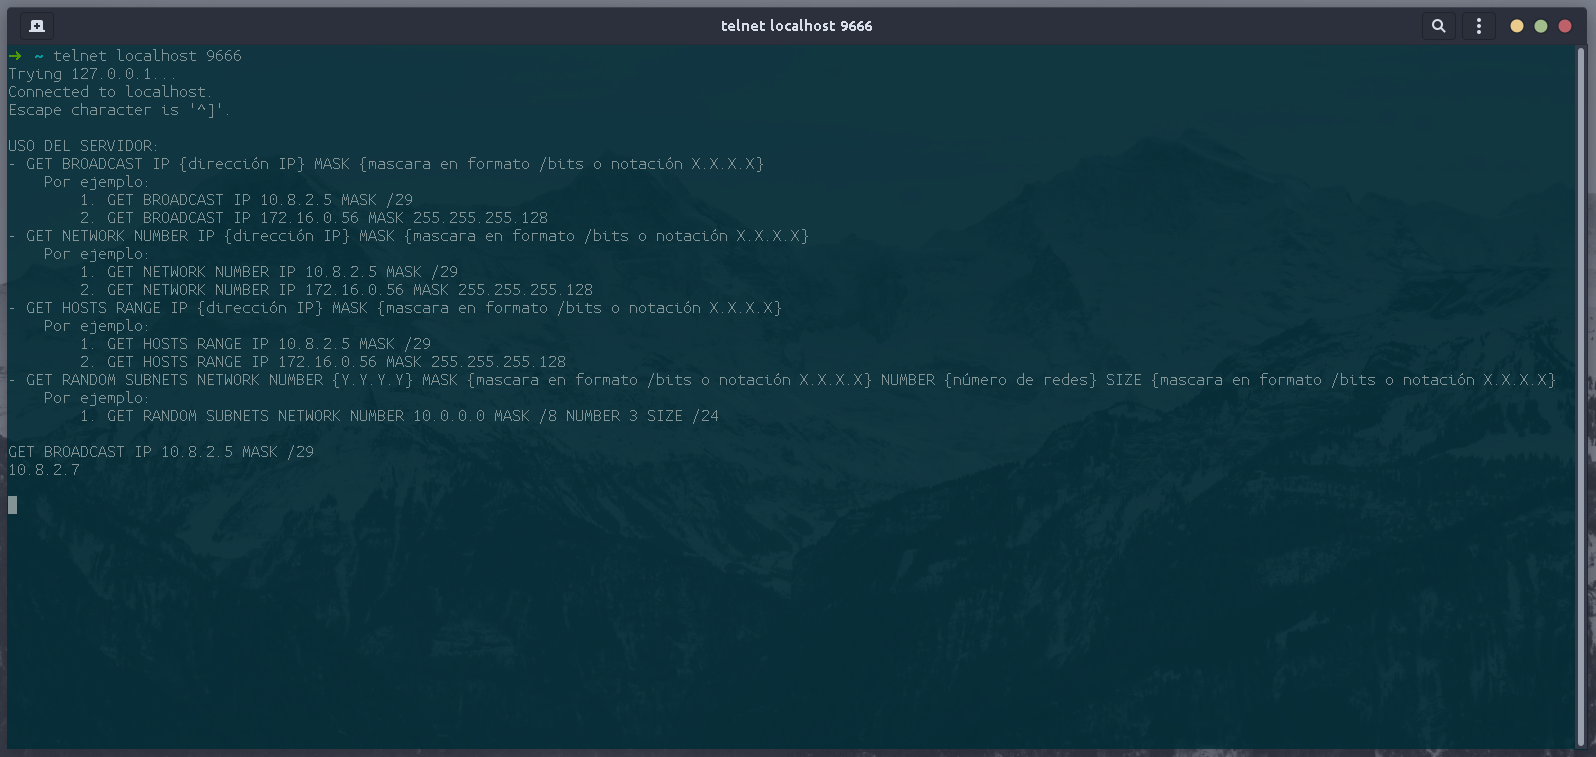 telnet localhost 9666
➜ ~ telnet localhost 9666
Trying 127.0.0.1...
Connected to localhost.
Escape character is '^]'.
USO DEL SERVIDOR:
- GET BROADCAST IP {dirección IP} MASK {mascara en formato /bits o notación X.X.X.X}
Por ejemplo:
1. GET BROADCAST IP 10.8.2.5 MASK /29
2. GET BROADCAST IP 172.16.0.56 MASK 255.255.255.128
- GET NETWORK NUMBER IP {dirección IP} MASK {mascara en formato /bits o notación X.X.X.X}
Por ejemplo:
1. GET NETWORK NUMBER IP 10.8.2.5 MASK /29
2. GET NETWORK NUMBER IP 172.16.0.56 MASK 255.255.255.128
- GET HOSTS RANGE IP {dirección IP} MASK {mascara en formato /bits o notación X.X.X.X}
Por ejemplo:
1. GET HOSTS RANGE IP 10.8.2.5 MASK /29
2. GET HOSTS RANGE IP 172.16.0.56 MASK 255.255.255.128
- GET RANDOM SUBNETS NETWORK NUMBER {Y.Y.Y.Y} MASK {mascara en formato /bits o notación X.X.X.X} NUMBER {número de redes} SIZE {mascara en formato /bits o notación X.X.X.X}
Por ejemplo:
1. GET RANDOM SUBNETS NETWORK NUMBER 10.0.0.0 MASK /8 NUMBER 3 SIZE /24
GET BROADCAST IP 10.8.2.5 MASK /29
10.8.2.7